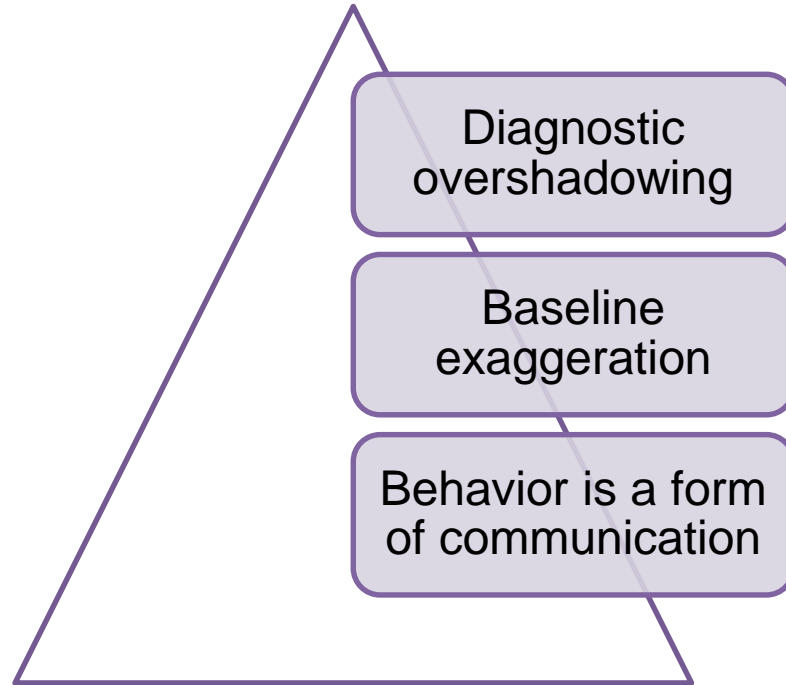 Diagnostic
overshadowing
Baseline
exaggeration
Behavior is a form
of communication